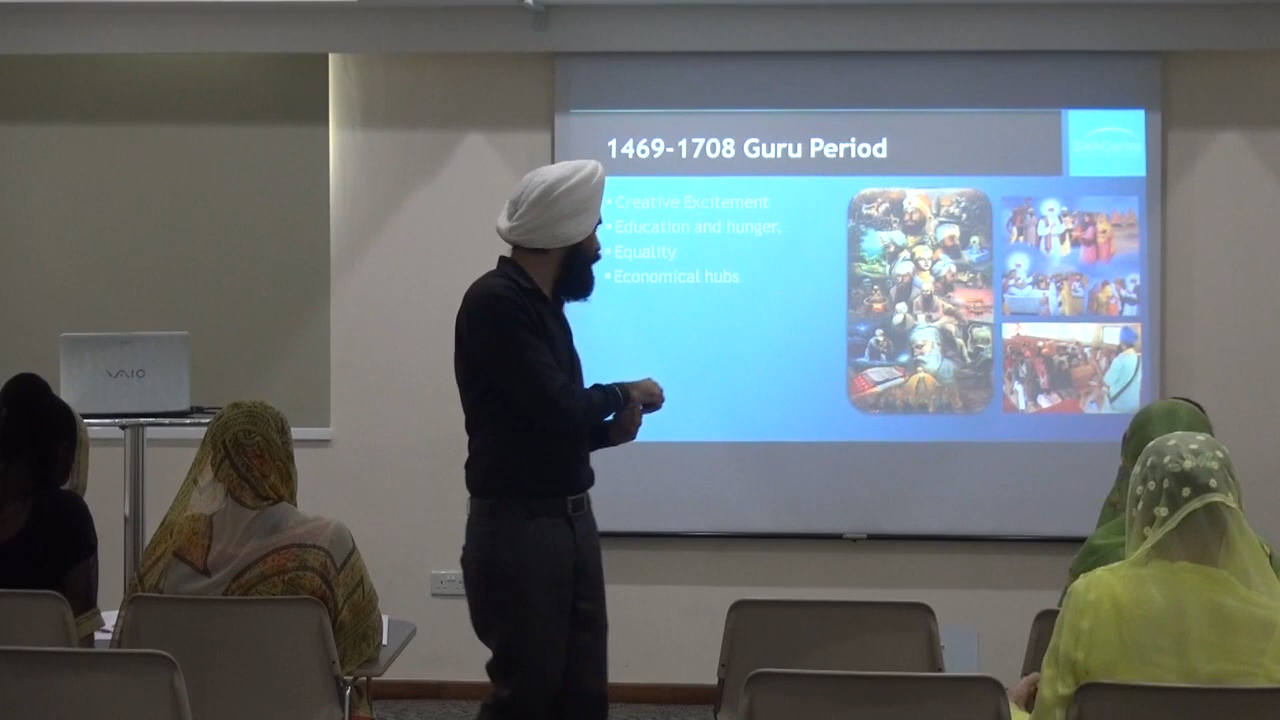 1469-1708 Guru Period
▪ Creative Excitement
▪ Education and hunger,
▪ Equality
▪ Economical hubs
VAIO